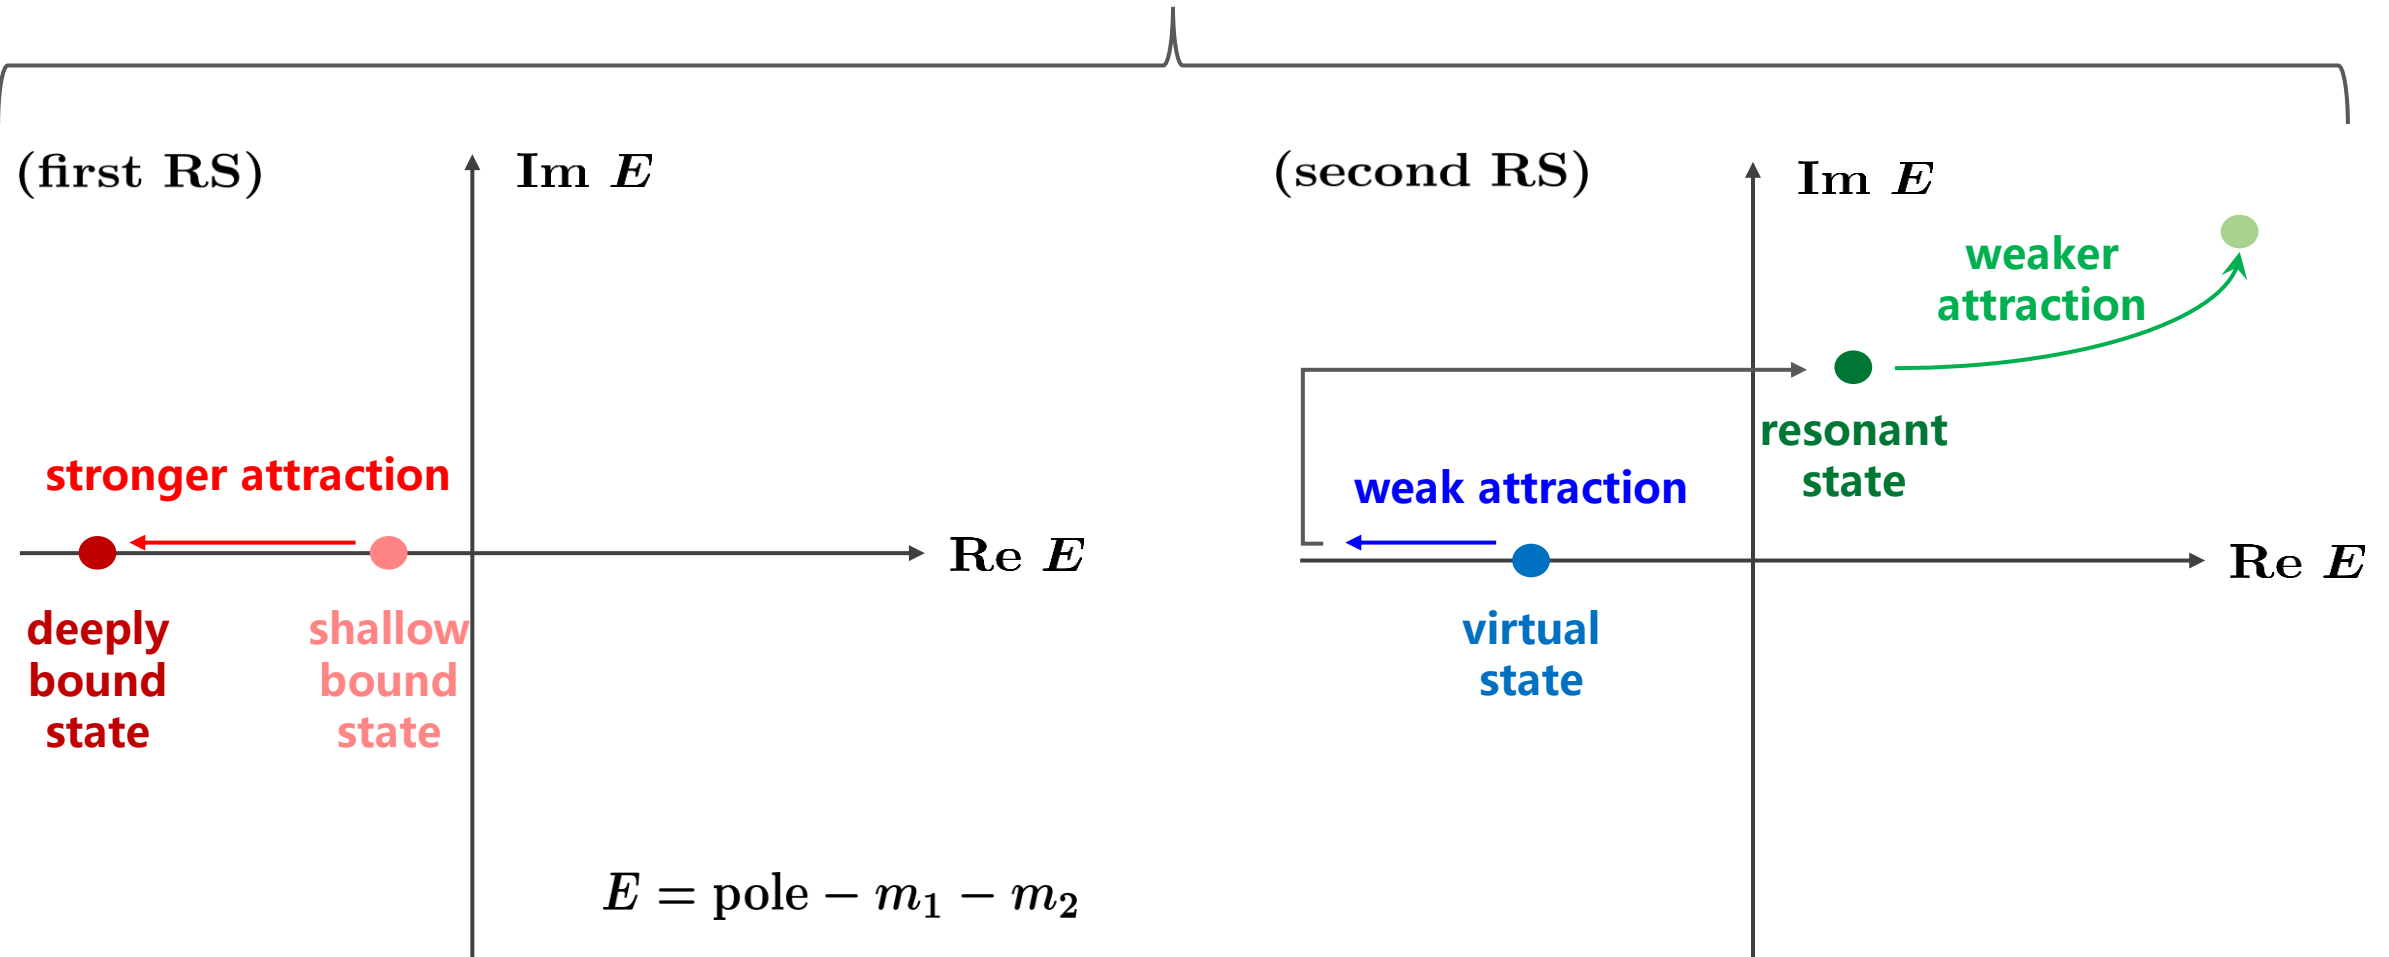 (first RS)
Im E
stronger attraction
Re E
deeply
bound
state
shallow
bound
state
E = pole − m₁ − m₂
(second RS)
Im E
weaker
attraction
resonant
state
weak attraction
Re E
virtual
state